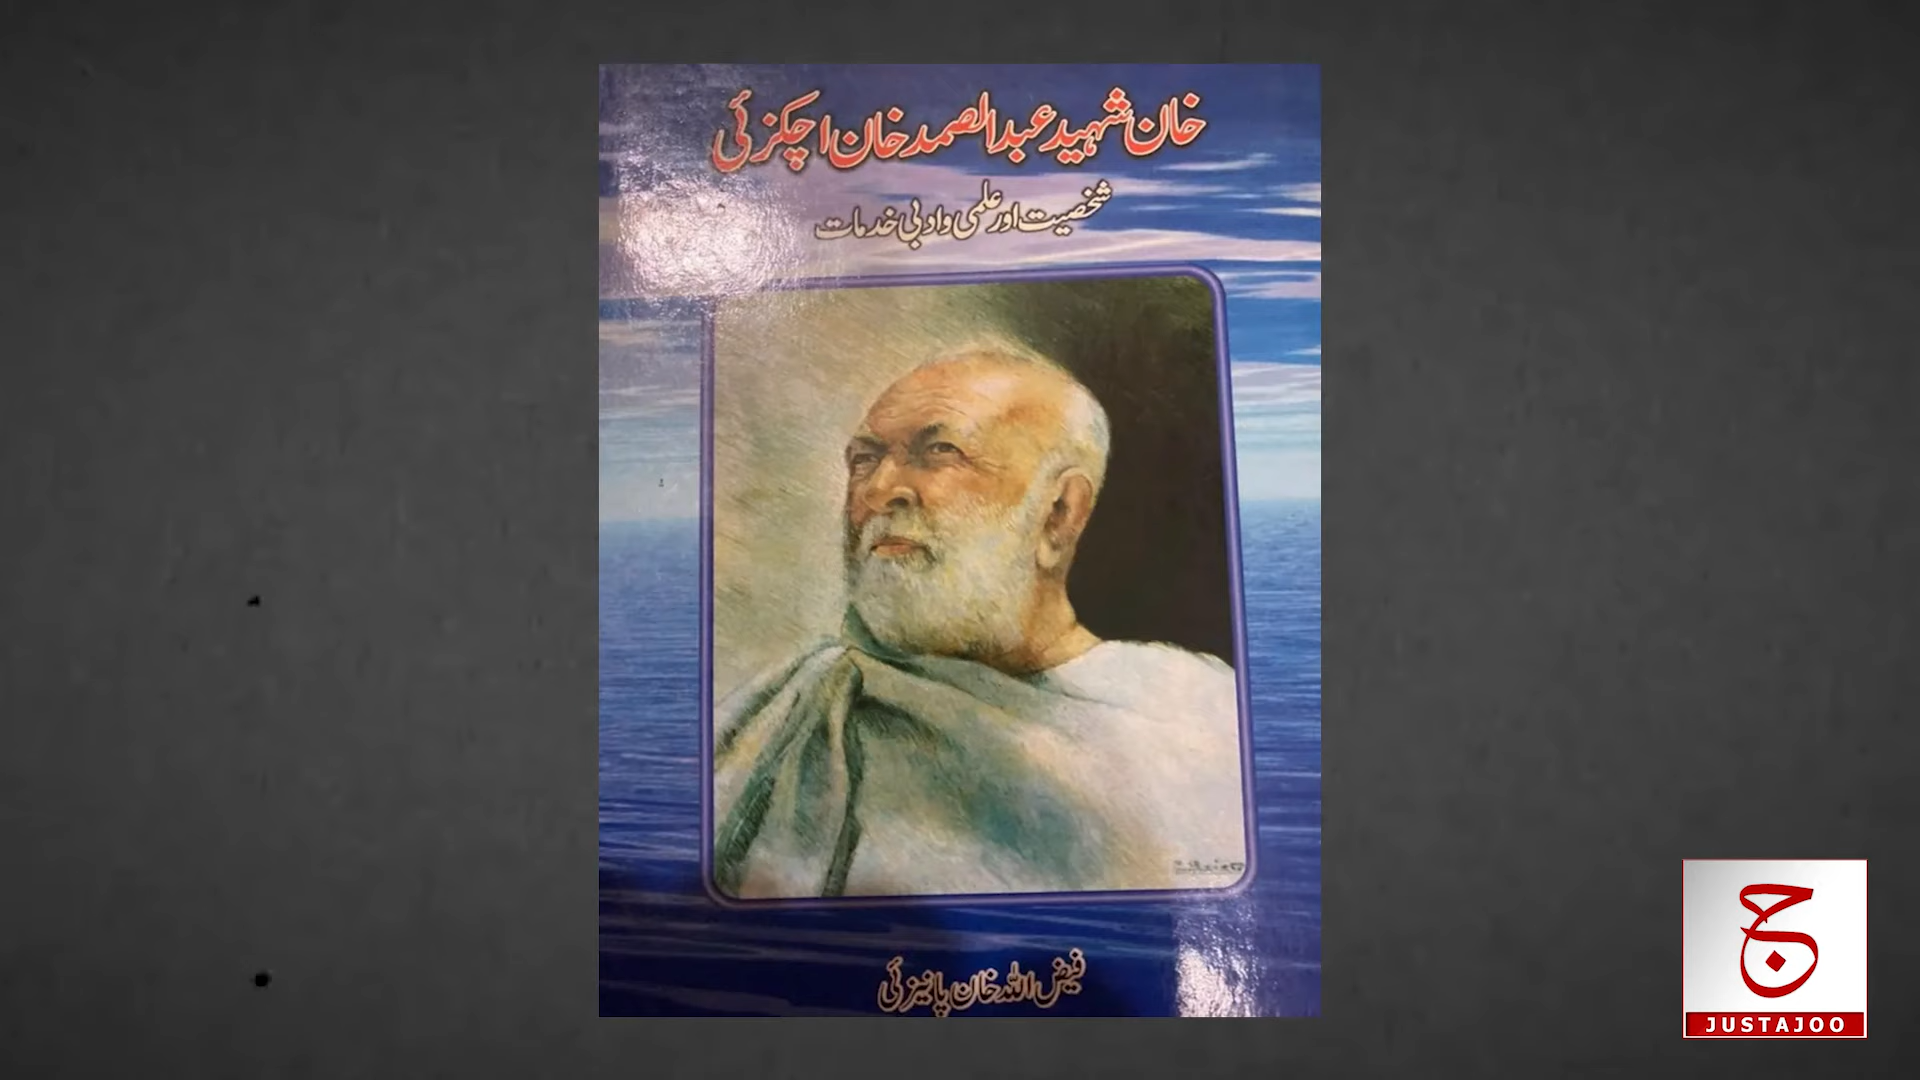 خان شہید عبدالصمد خان اچکزئی
شخصیت اور علمی و ادبی خدمات
فیض اللہ خان پانیزئی
ج
JUSTAJOO